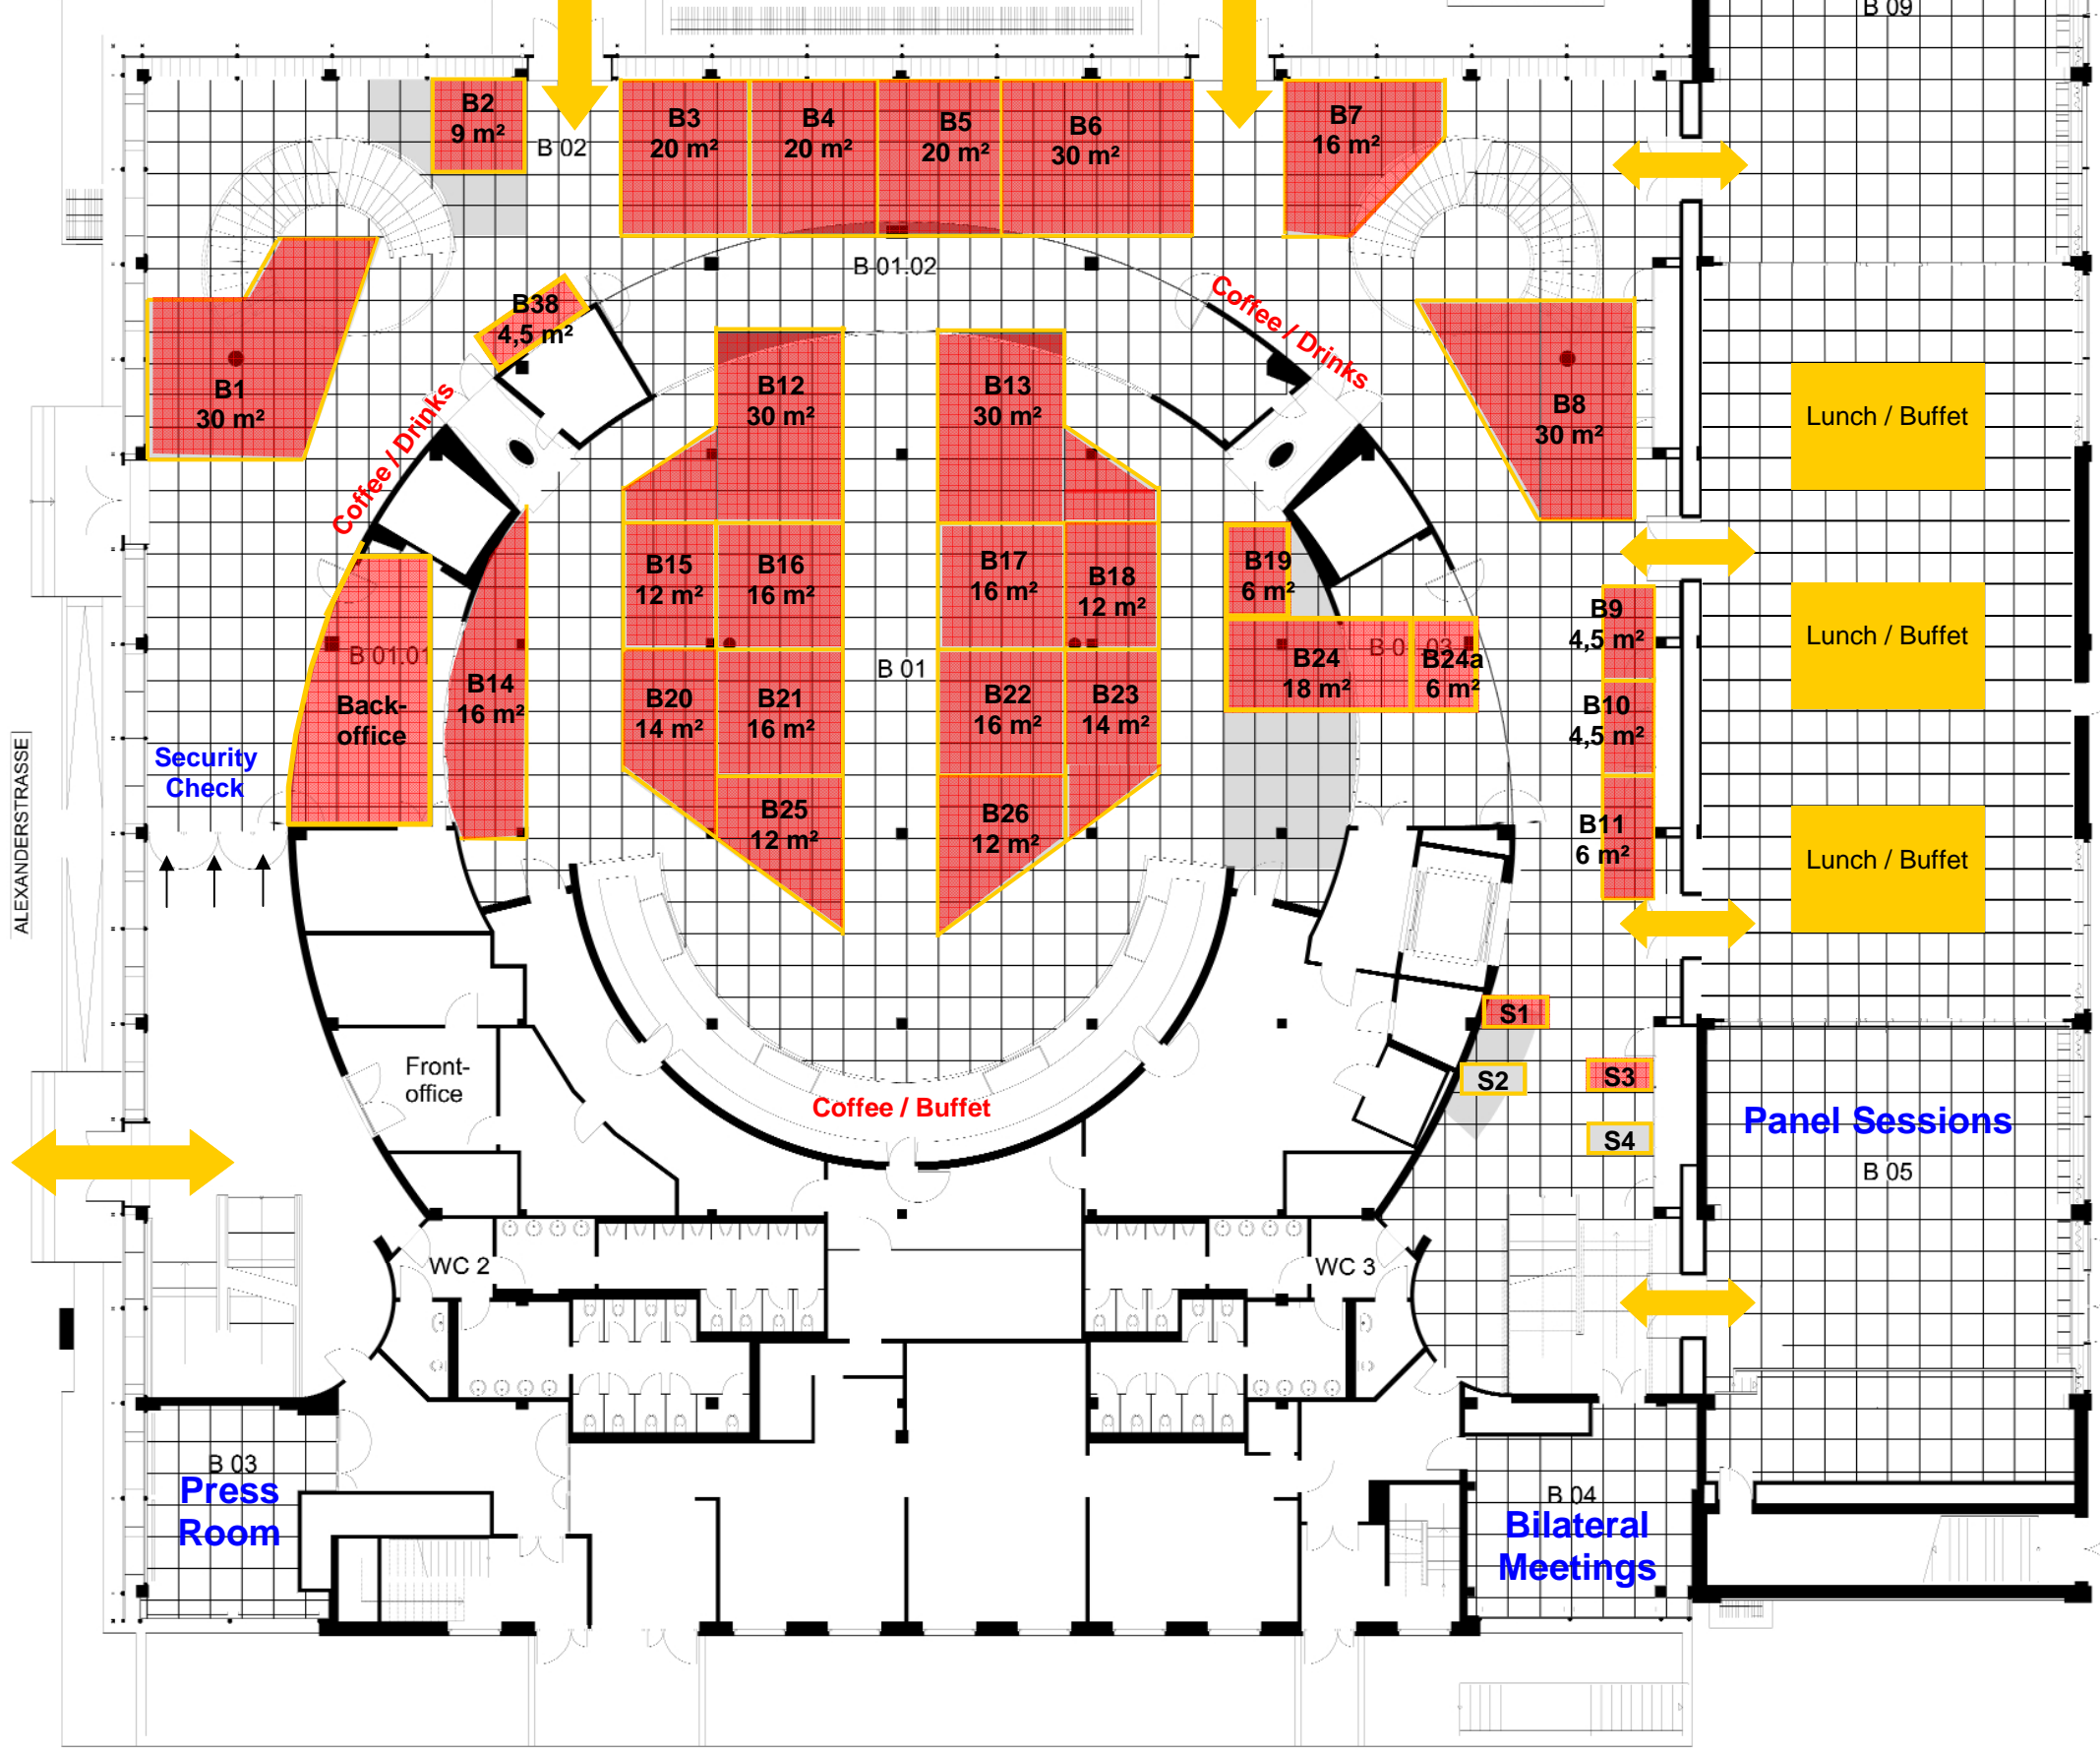 B 09
B2
9 m²
B 02
B3
20 m²
B4
20 m²
B5
20 m²
B6
30 m²
B7
16 m²
B 01.02
B38
4,5 m²
Coffee / Drinks
Coffee / Drinks
B1
30 m²
B12
30 m²
B13
30 m²
B8
30 m²
Lunch / Buffet
B15
12 m²
B16
16 m²
B17
16 m²
B18
12 m²
B19
6 m²
B9
4,5 m²
Lunch / Buffet
B 01.01
Back-
office
B14
16 m²
B20
14 m²
B21
16 m²
B 01
B22
16 m²
B23
14 m²
B24
18 m²
B24a
6 m²
B10
4,5 m²
Security
Check
ALEXANDERSTRASSE
B25
12 m²
B26
12 m²
B11
6 m²
Lunch / Buffet
S1
S2
S3
S4
Front-
office
Coffee / Buffet
Panel Sessions
B 05
WC 2
WC 3
B 03
Press
Room
B 04
Bilateral
Meetings